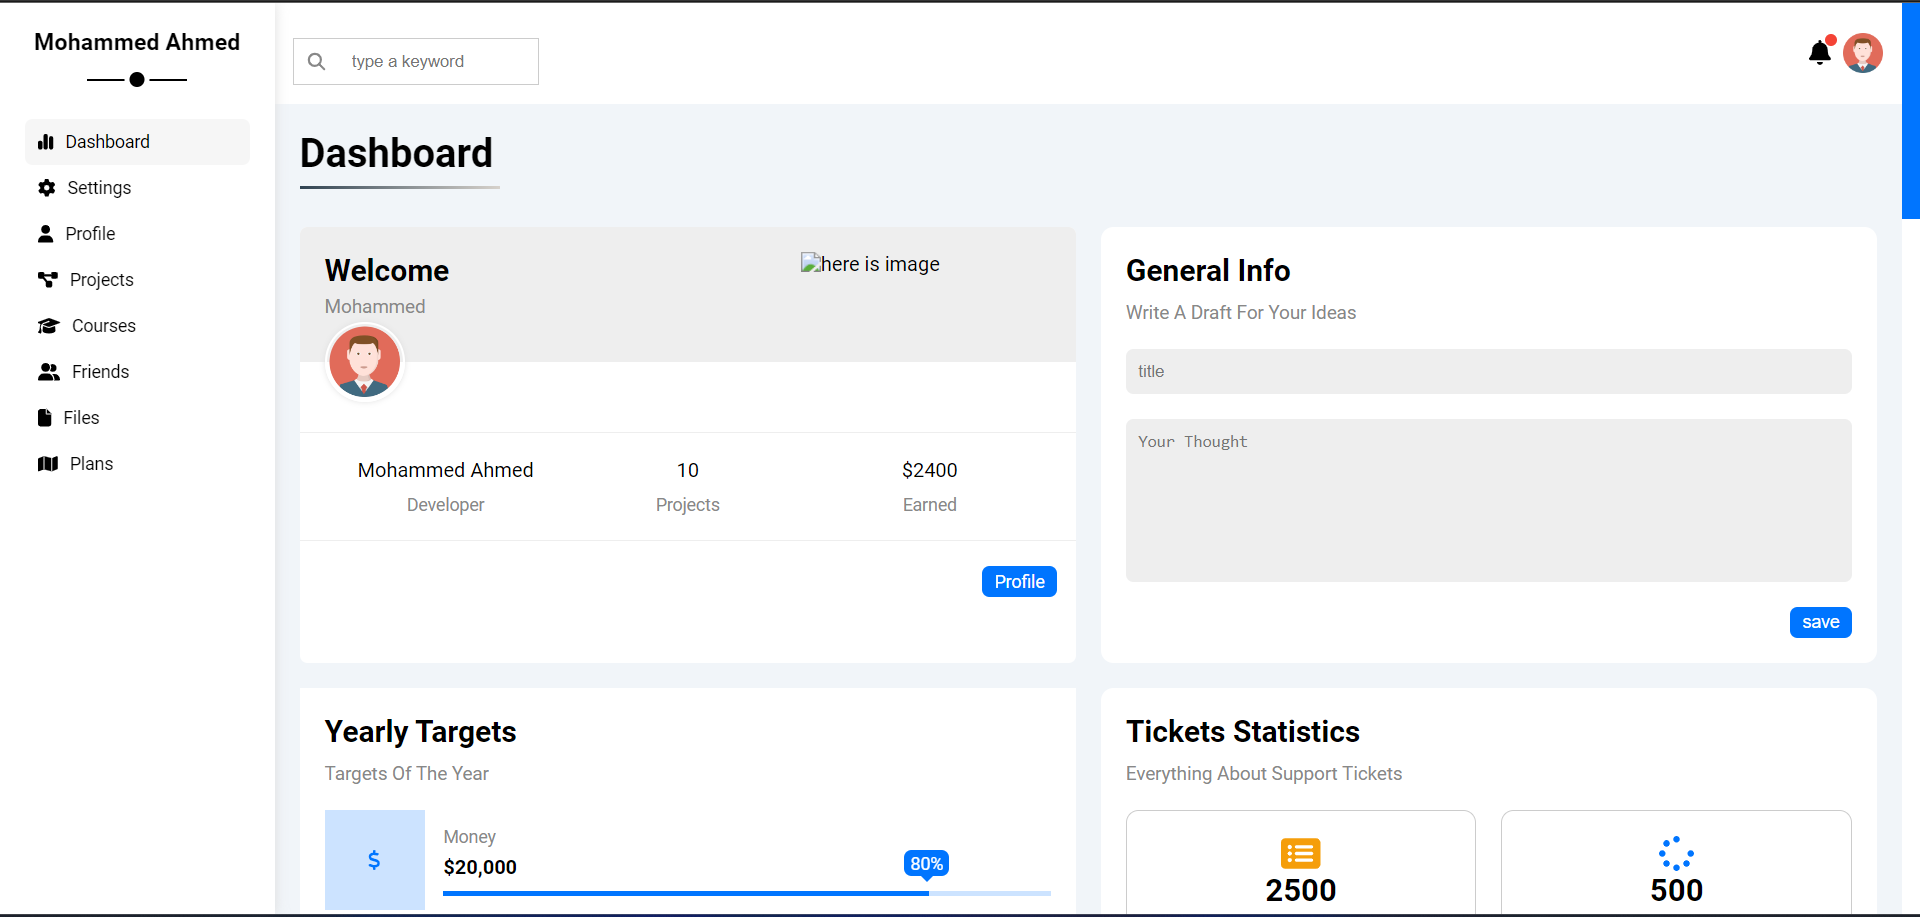 Mohammed Ahmed
Dashboard
Settings
Profile
Projects
Courses
Friends
Files
Plans
type a keyword
Dashboard
Welcome
Mohammed
here is image
Mohammed Ahmed
Developer
10
Projects
$2400
Earned
Profile
General Info
Write A Draft For Your Ideas
title
Your Thought
save
Yearly Targets
Targets Of The Year
$
Money
$20,000
80%
Tickets Statistics
Everything About Support Tickets
2500
500